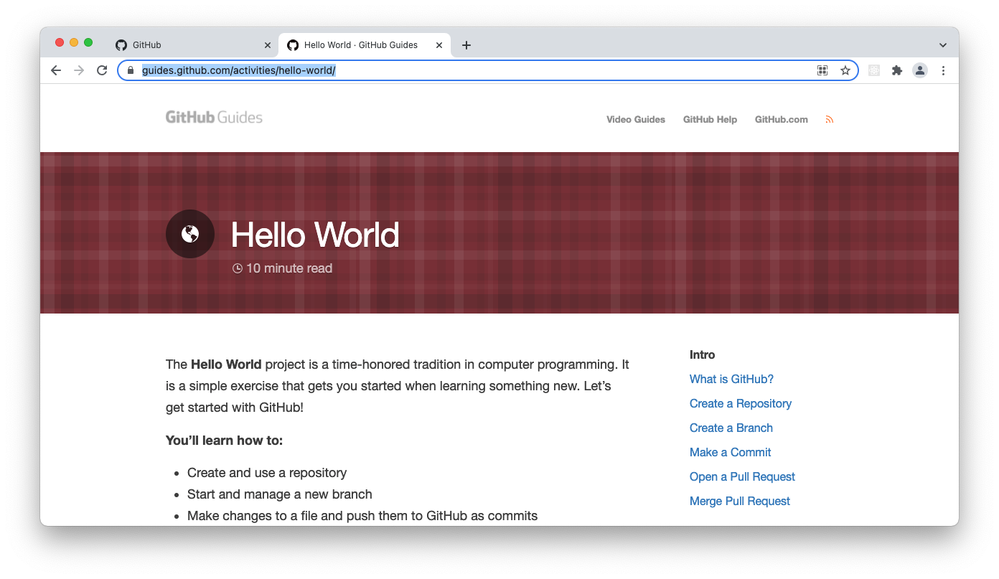 GitHub
Hello World · GitHub Guides
guides.github.com/activities/hello-world/
GitHub Guides
Video Guides
GitHub Help
GitHub.com
Hello World
10 minute read
The Hello World project is a time-honored tradition in computer programming. It
is a simple exercise that gets you started when learning something new. Let’s
get started with GitHub!
You’ll learn how to:
Create and use a repository
Start and manage a new branch
Make changes to a file and push them to GitHub as commits
Intro
What is GitHub?
Create a Repository
Create a Branch
Make a Commit
Open a Pull Request
Merge Pull Request